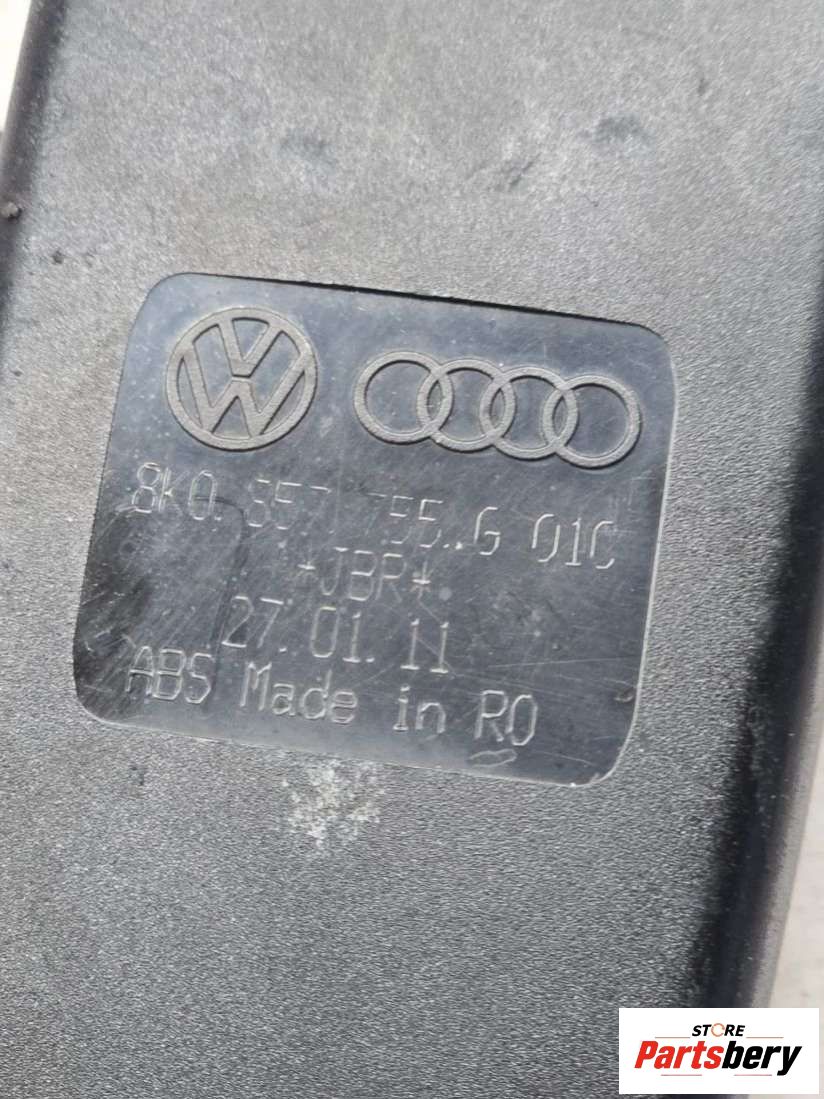 8K0.857 755..G 01C
*JBR*
27.01.11
ABS Made in RO
STORE
Partsbery